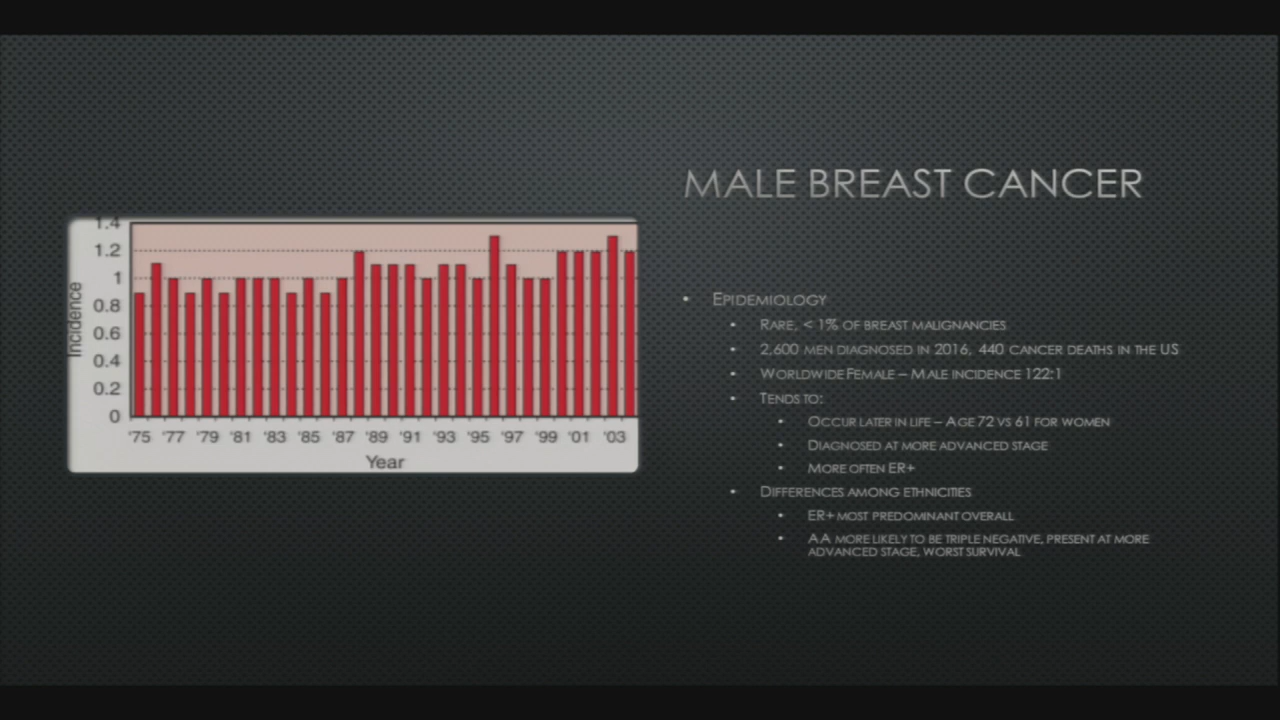 MALE BREAST CANCER
1.4
1.2
1
0.8
0.6
0.4
0.2
0
Incidence
'75 '77 '79 '81 '83 '85 '87 '89 '91 '93 '95 '97 '99 '01 '03
Year
• EPIDEMIOLOGY
• RARE, < 1% OF BREAST MALIGNANCIES
• 2,600 MEN DIAGNOSED IN 2016, 440 CANCER DEATHS IN THE US
• WORLDWIDE FEMALE – MALE INCIDENCE 122:1
• TENDS TO:
• OCCUR LATER IN LIFE – AGE 72 VS 61 FOR WOMEN
• DIAGNOSED AT MORE ADVANCED STAGE
• MORE OFTEN ER+
• DIFFERENCES AMONG ETHNICITIES
• ER+ MOST PREDOMINANT OVERALL
• AA MORE LIKELY TO BE TRIPLE NEGATIVE, PRESENT AT MORE
ADVANCED STAGE, WORST SURVIVAL